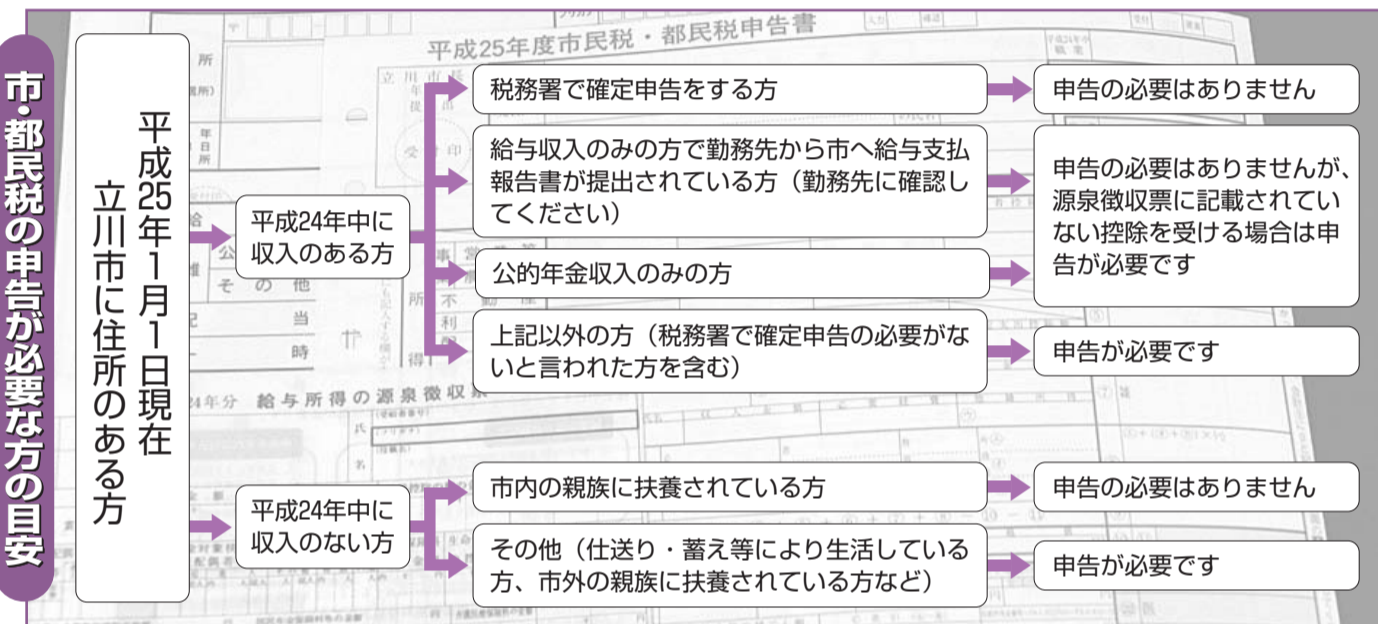 市・都民税の申告が必要な方の目安
平成25年1月1日現在
立川市に住所のある方
平成24年中に
収入のある方
税務署で確定申告をする方
申告の必要はありません
給与収入のみの方で勤務先から市へ給与支払
報告書が提出されている方（勤務先に確認し
てください）
公的年金収入のみの方
申告の必要はありませんが、
源泉徴収票に記載されてい
ない控除を受ける場合は申
告が必要です
上記以外の方（税務署で確定申告の必要がな
いと言われた方を含む）
申告が必要です
平成24年中に
収入のない方
市内の親族に扶養されている方
申告の必要はありません
その他（仕送り・蓄え等により生活している
方、市外の親族に扶養されている方など）
申告が必要です
平成25年度市民税・都民税申告書
給与所得の源泉徴収票